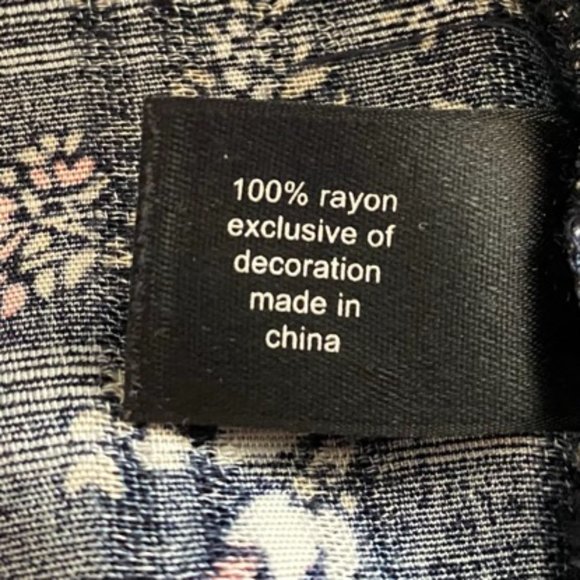 100% rayon
exclusive of
decoration
made in
china